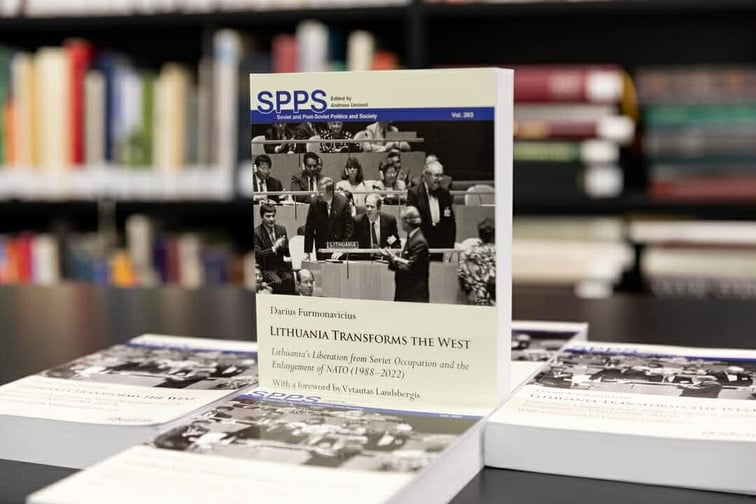 SPPS
Edited by
Andreas Umland
Soviet and Post-Soviet Politics and Society
Vol. 263
LITHUANIA
Darius Furmonavicius
LITHUANIA TRANSFORMS THE WEST
Lithuania's Liberation from Soviet Occupation and the
Enlargement of NATO (1988–2022)
With a foreword by Vytautas Landsbergis
SPPS